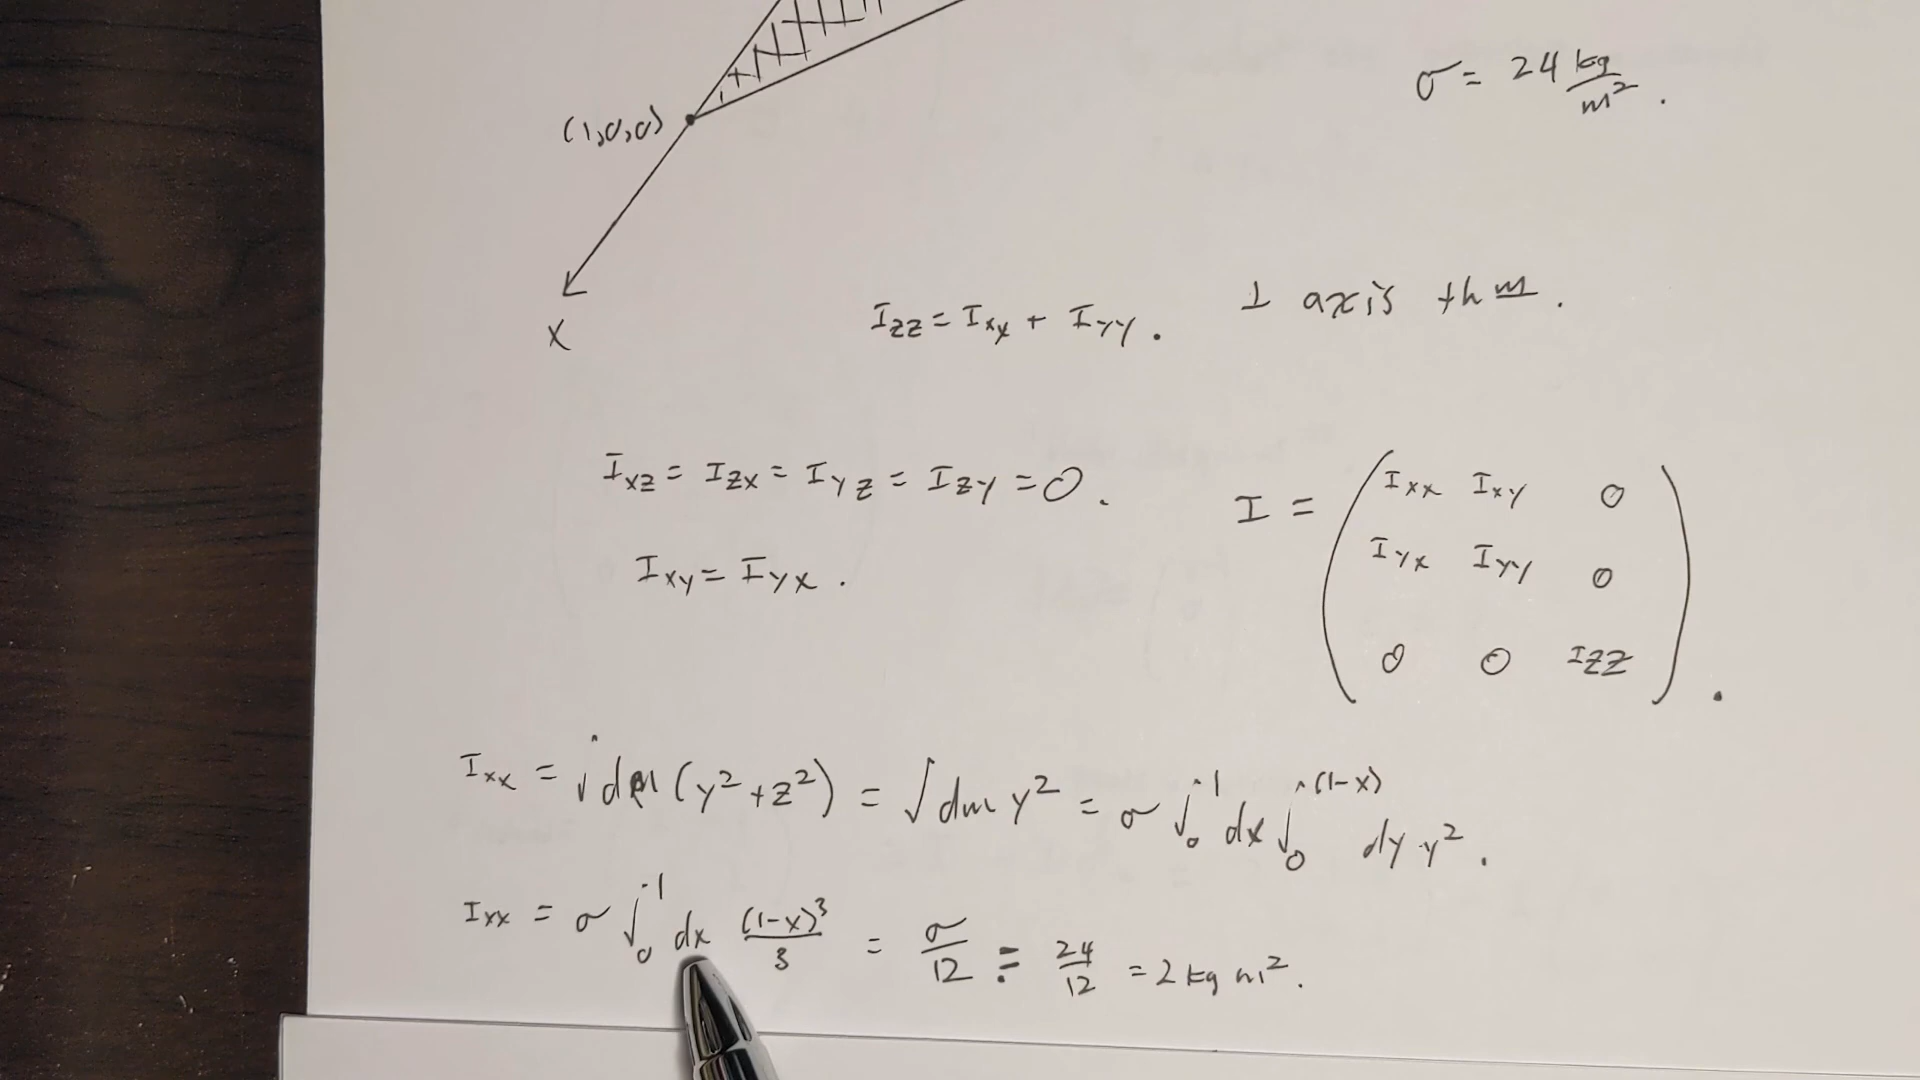 σ = 24 kg/m² .
(1,0,0)
X
I_zz = I_xx + I_yy . ⊥ axis thm .
I_xz = I_zx = I_yz = I_zy = 0 .
I = ( I_xx I_xy 0
I_yx I_yy 0
0 0 I_zz ) .
I_xy = I_yx .
I_xx = ∫ dm (y² + z²) = ∫ dm y² = σ ∫₀¹ dx ∫₀^(1-x) dy y² .
I_xx = σ ∫₀¹ dx (1-x)³/3 = σ/12 = 24/12 = 2 kg m² .